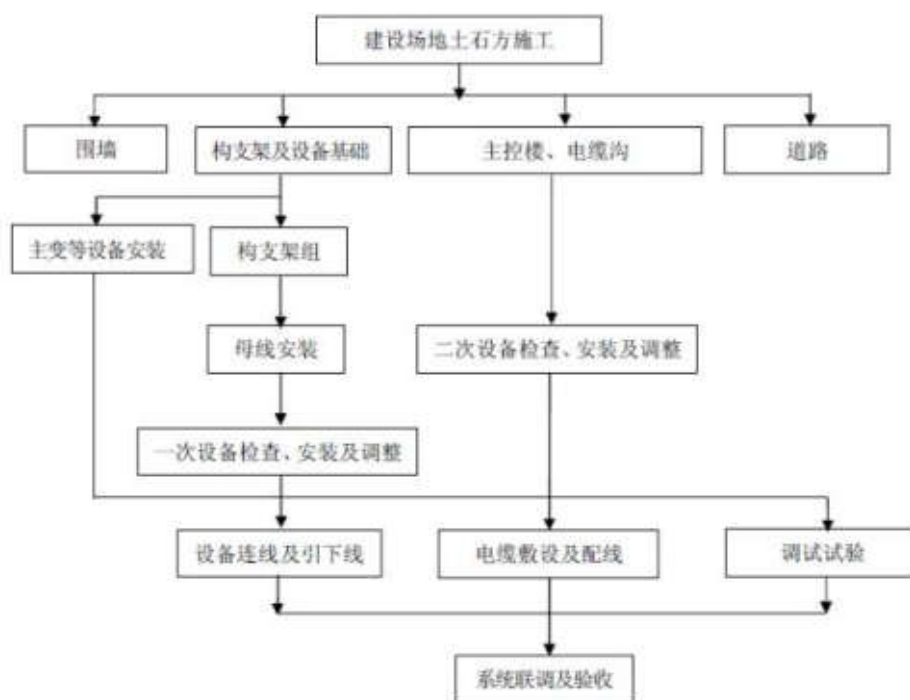 建设场地土石方施工
围墙
构支架及设备基础
主控楼、电缆沟
道路
主变等设备安装
构支架组
母线安装
二次设备检查、安装及调整
一次设备检查、安装及调整
设备连线及引下线
电缆敷设及配线
调试试验
系统联调及验收